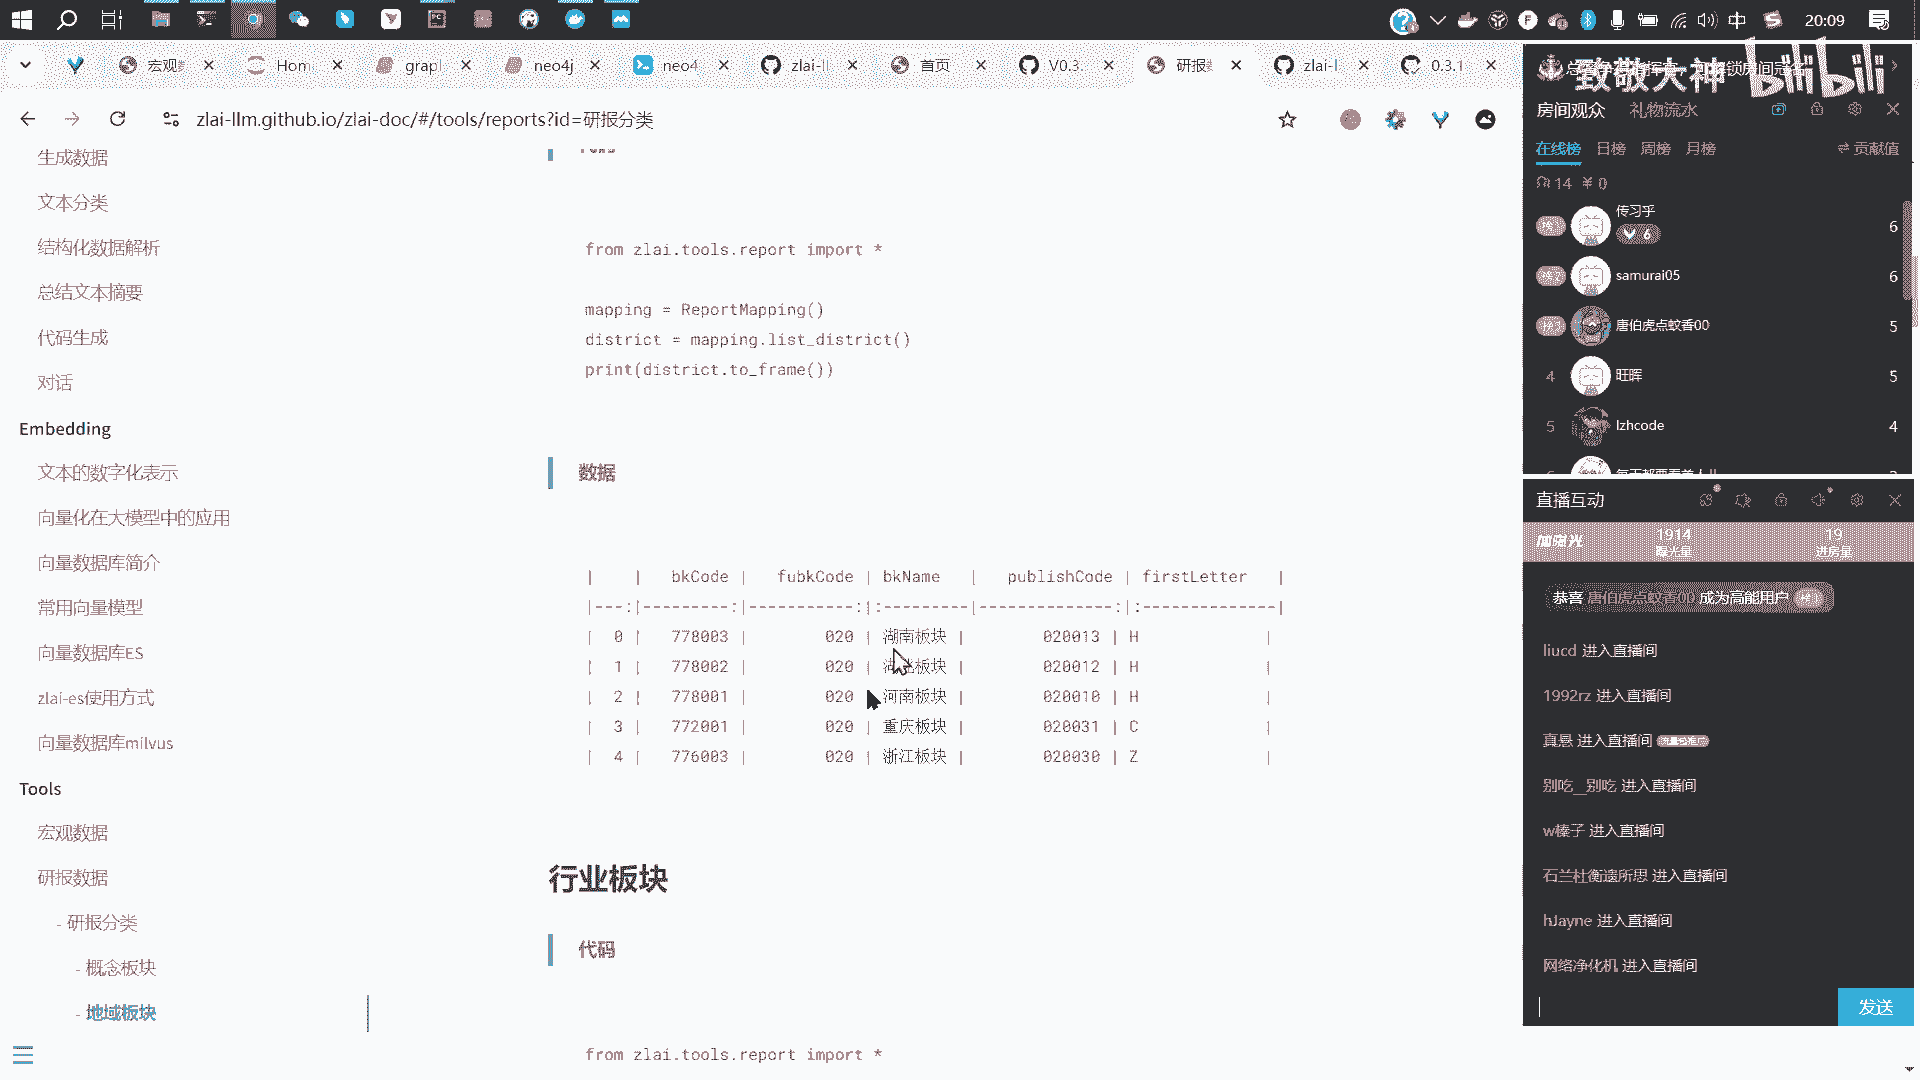 中
20:09
宏观
Hom
grapl
neo4j
neo4
zlai-ll
首页
V0.3.
研报
zlai-l.
0.3.1
zlai-llm.github.io/zlai-doc/#/tools/reports?id=研报分类
生成数据
文本分类
结构化数据解析
总结文本摘要
代码生成
对话
Embedding
文本的数字化表示
向量化在大模型中的应用
向量数据库简介
常用向量模型
向量数据库ES
zlai-es使用方式
向量数据库milvus
Tools
宏观数据
研报数据
- 研报分类
- 概念板块
- 地域板块
from zlai.tools.report import *
mapping = ReportMapping()
district = mapping.list_district()
print(district.to_frame())
数据
|    |    bkCode |    fubkCode | bkName    |    publishCode | firstLetter    |
|---:|---------:|-----------:|:---------|--------------:|:--------------|
|  0 |    778003 |         020 | 湖南板块 |         020013 | H              |
|  1 |    778002 |         020 | 板块 |         020012 | H              |
|  2 |    778001 |         020 | 河南板块 |         020010 | H              |
|  3 |    772001 |         020 | 重庆板块 |         020031 | C              |
|  4 |    776003 |         020 | 浙江板块 |         020030 | Z              |
行业板块
代码
from zlai.tools.report import *
致敬大神 bilibili
房间观众 礼物流水
在线榜 日榜 周榜 月榜 贡献值
14 ¥ 0
传习乎
6
6
samurai05 6
唐伯虎点蚊香00 5
4 旺晖 5
5 lzhcode 4
直播互动
1914 19
曝光量 进房量
恭喜 唐伯虎点蚊香00 成为高能用户
liucd 进入直播间
1992rz 进入直播间
真悬 进入直播间
别吃__别吃 进入直播间
w榛子 进入直播间
石兰杜衡遗所思 进入直播间
hJayne 进入直播间
网络净化机 进入直播间
发送